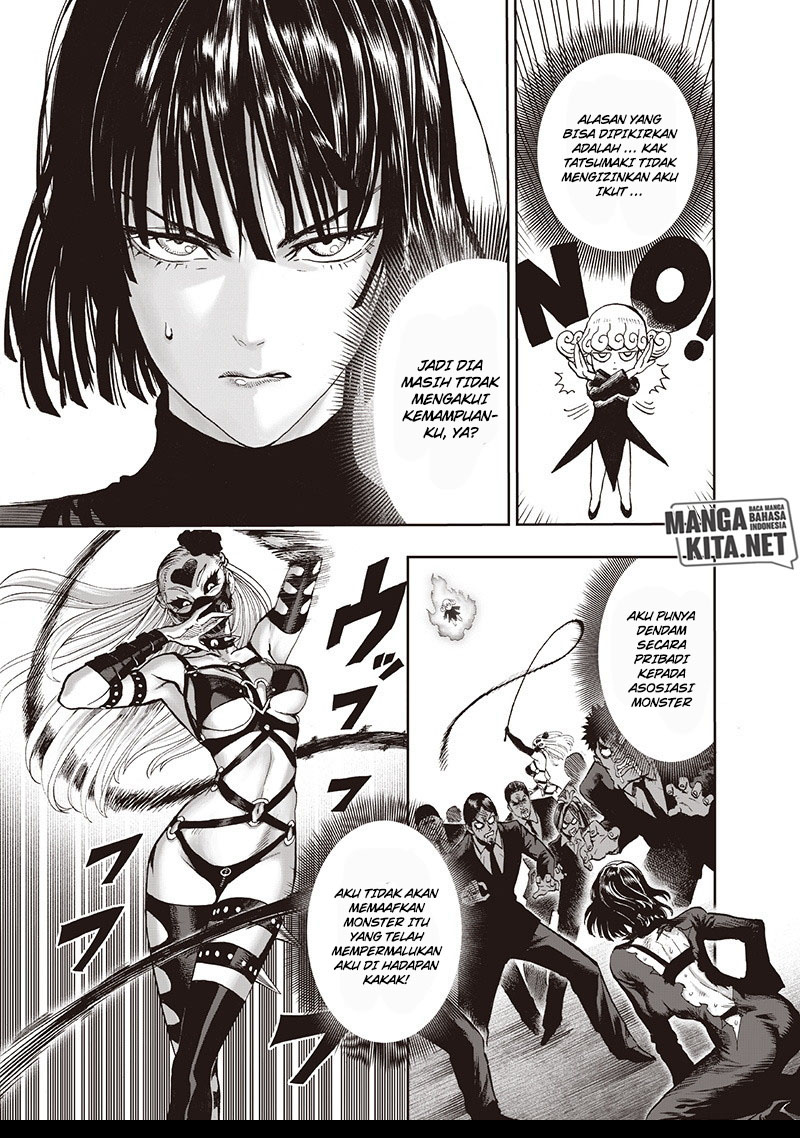 ALASAN YANG
BISA DIPIKIRKAN
ADALAH ... KAK
TATSUMAKI TIDAK
MENGIZINKAN AKU
IKUT ...
NO!
JADI DIA
MASIH TIDAK
MENGAKUI
KEMAMPUAN-
KU, YA?
MANGA
KITA.NET
BACA MANGA
BAHASA
INDONESIA
AKU PUNYA
DENDAM
SECARA
PRIBADI
KEPADA
ASOSIASI
MONSTER
ウッ
フフフフ
AKU TIDAK AKAN
MEMAAFKAN
MONSTER ITU
YANG TELAH
MEMPERMALUKAN
AKU DI HADAPAN
KAKAK!